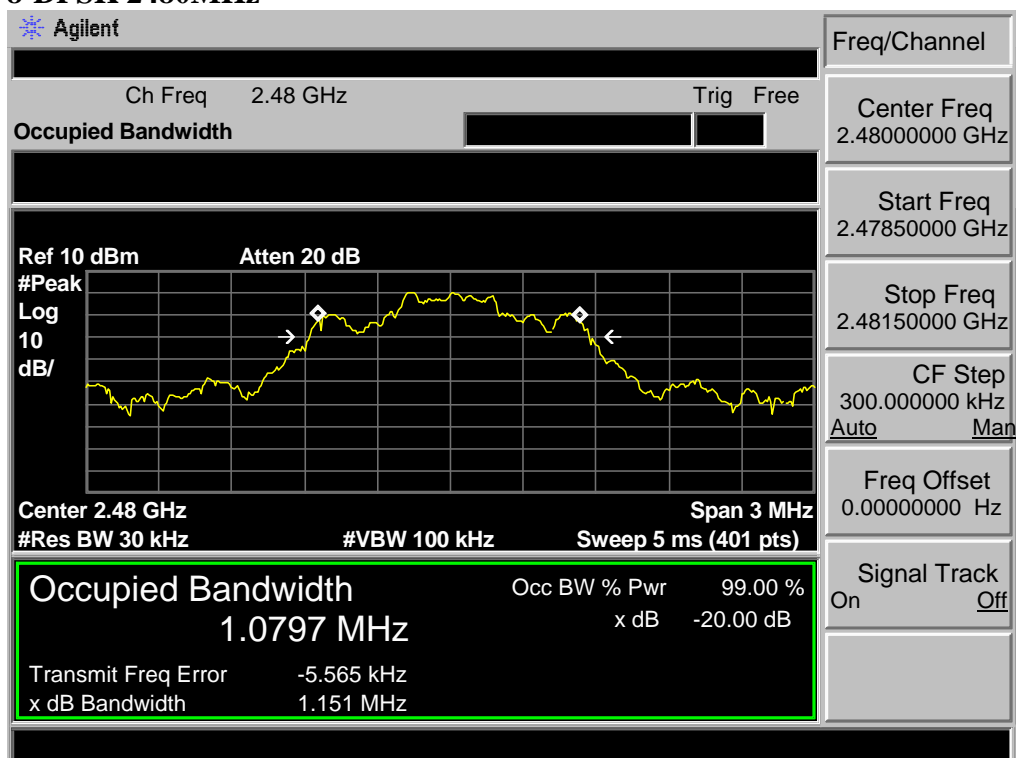 8-DPSK 2480MHz
Agilent
Freq/Channel
Ch Freq 2.48 GHz Trig Free
Occupied Bandwidth
Center Freq
2.48000000 GHz
Start Freq
2.47850000 GHz
Stop Freq
2.48150000 GHz
CF Step
300.000000 kHz
Auto Man
Freq Offset
0.00000000 Hz
Signal Track
On Off
Ref 10 dBm Atten 20 dB
#Peak
Log
10
dB/
Center 2.48 GHz Span 3 MHz
#Res BW 30 kHz #VBW 100 kHz Sweep 5 ms (401 pts)
Occupied Bandwidth Occ BW % Pwr 99.00 %
1.0797 MHz x dB -20.00 dB
Transmit Freq Error -5.565 kHz
x dB Bandwidth 1.151 MHz